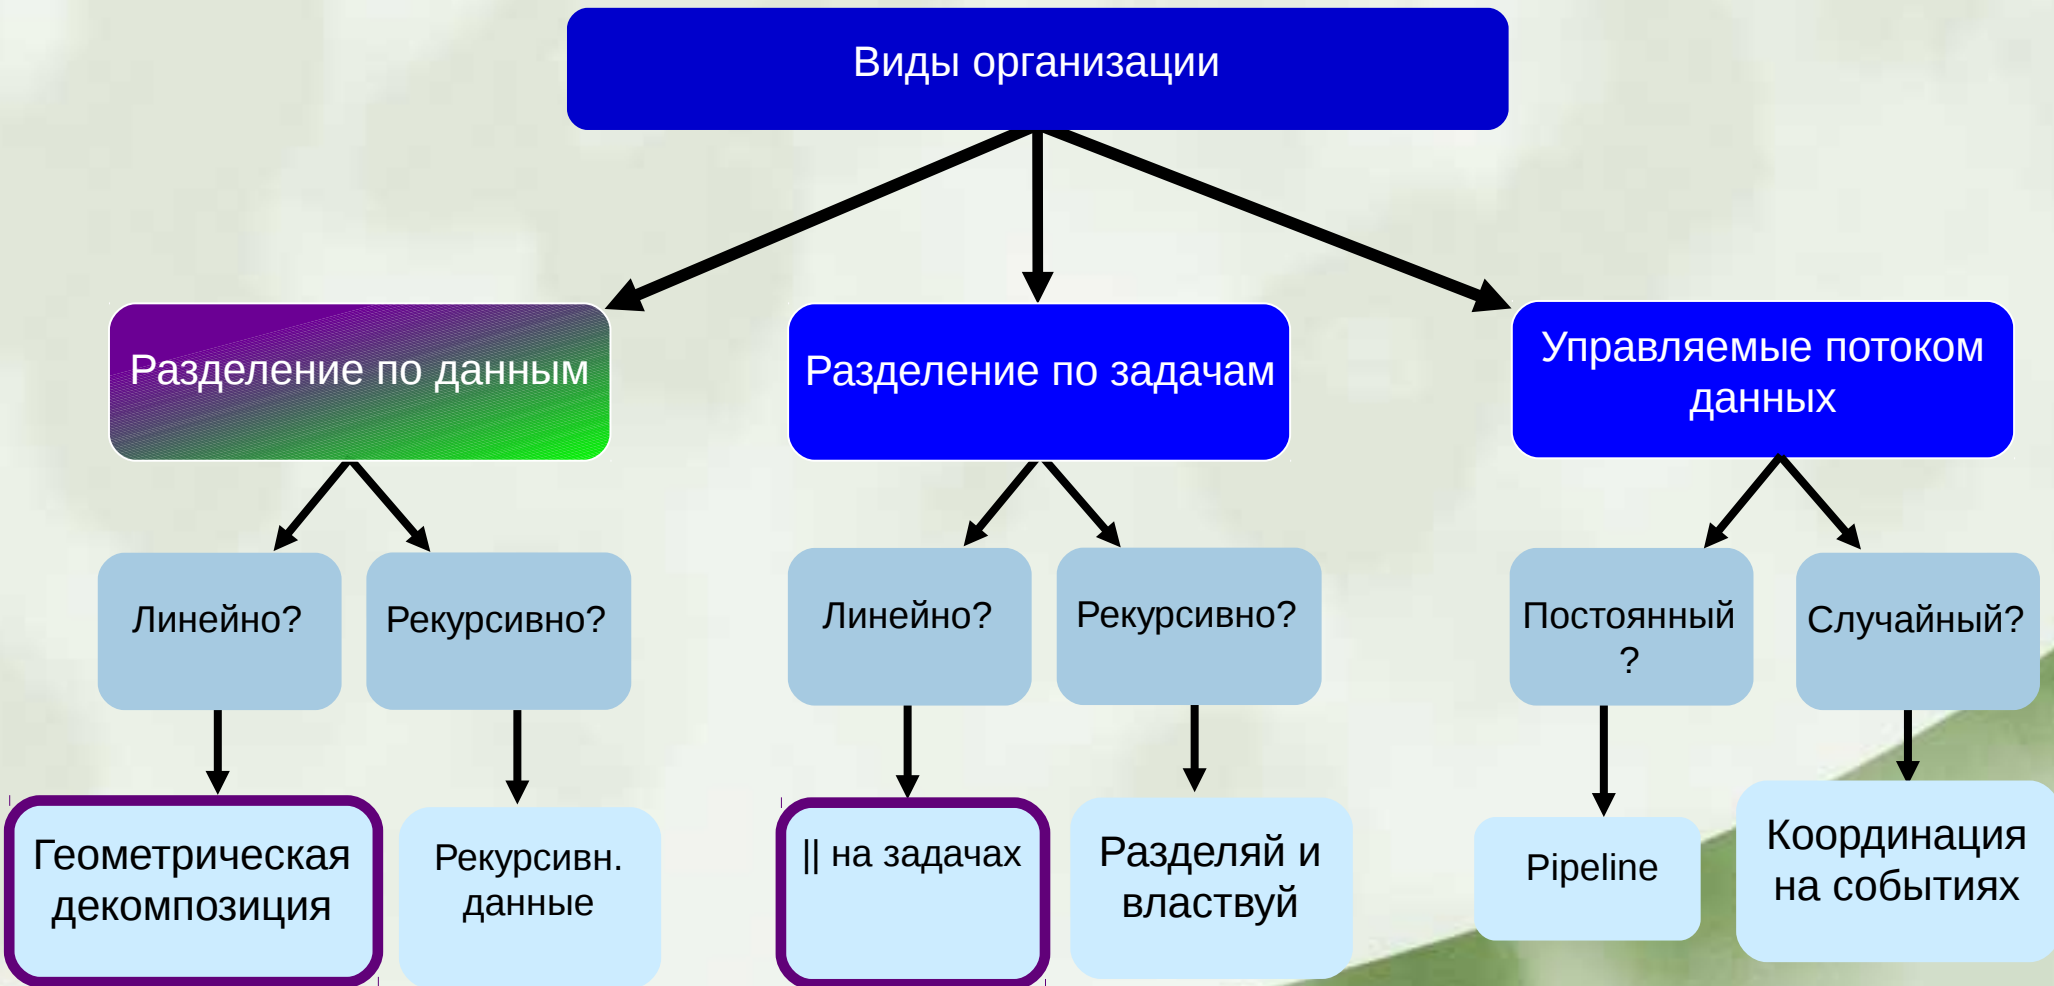 Виды организации
Разделение по данным
Разделение по задачам
Управляемые потоком
данных
Линейно?
Рекурсивно?
Линейно?
Рекурсивно?
Постоянный
?
Случайный?
Геометрическая
декомпозиция
Рекурсивн.
данные
|| на задачах
Разделяй и
властвуй
Pipeline
Координация
на событиях